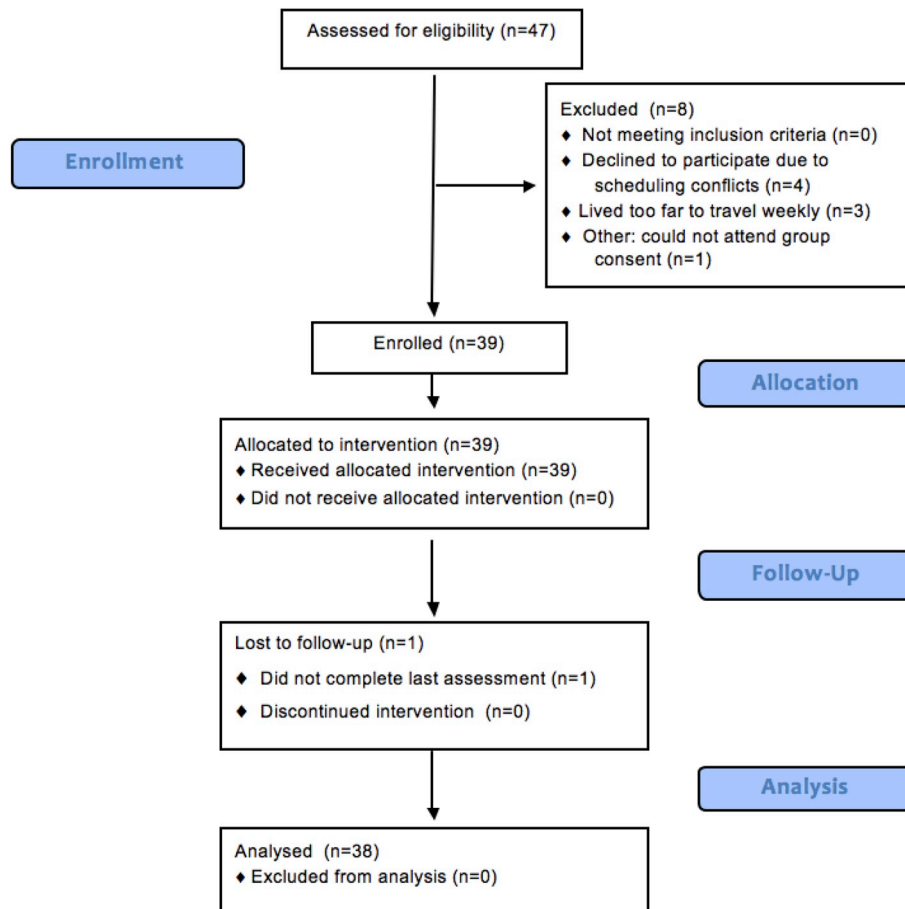 Assessed for eligibility (n=47)
Excluded (n=8)
♦ Not meeting inclusion criteria (n=0)
♦ Declined to participate due to
scheduling conflicts (n=4)
♦ Lived too far to travel weekly (n=3)
♦ Other: could not attend group
consent (n=1)
Enrollment
Enrolled (n=39)
Allocation
Allocated to intervention (n=39)
♦ Received allocated intervention (n=39)
♦ Did not receive allocated intervention (n=0)
Follow-Up
Lost to follow-up (n=1)
♦ Did not complete last assessment (n=1)
♦ Discontinued intervention (n=0)
Analysis
Analysed (n=38)
♦ Excluded from analysis (n=0)